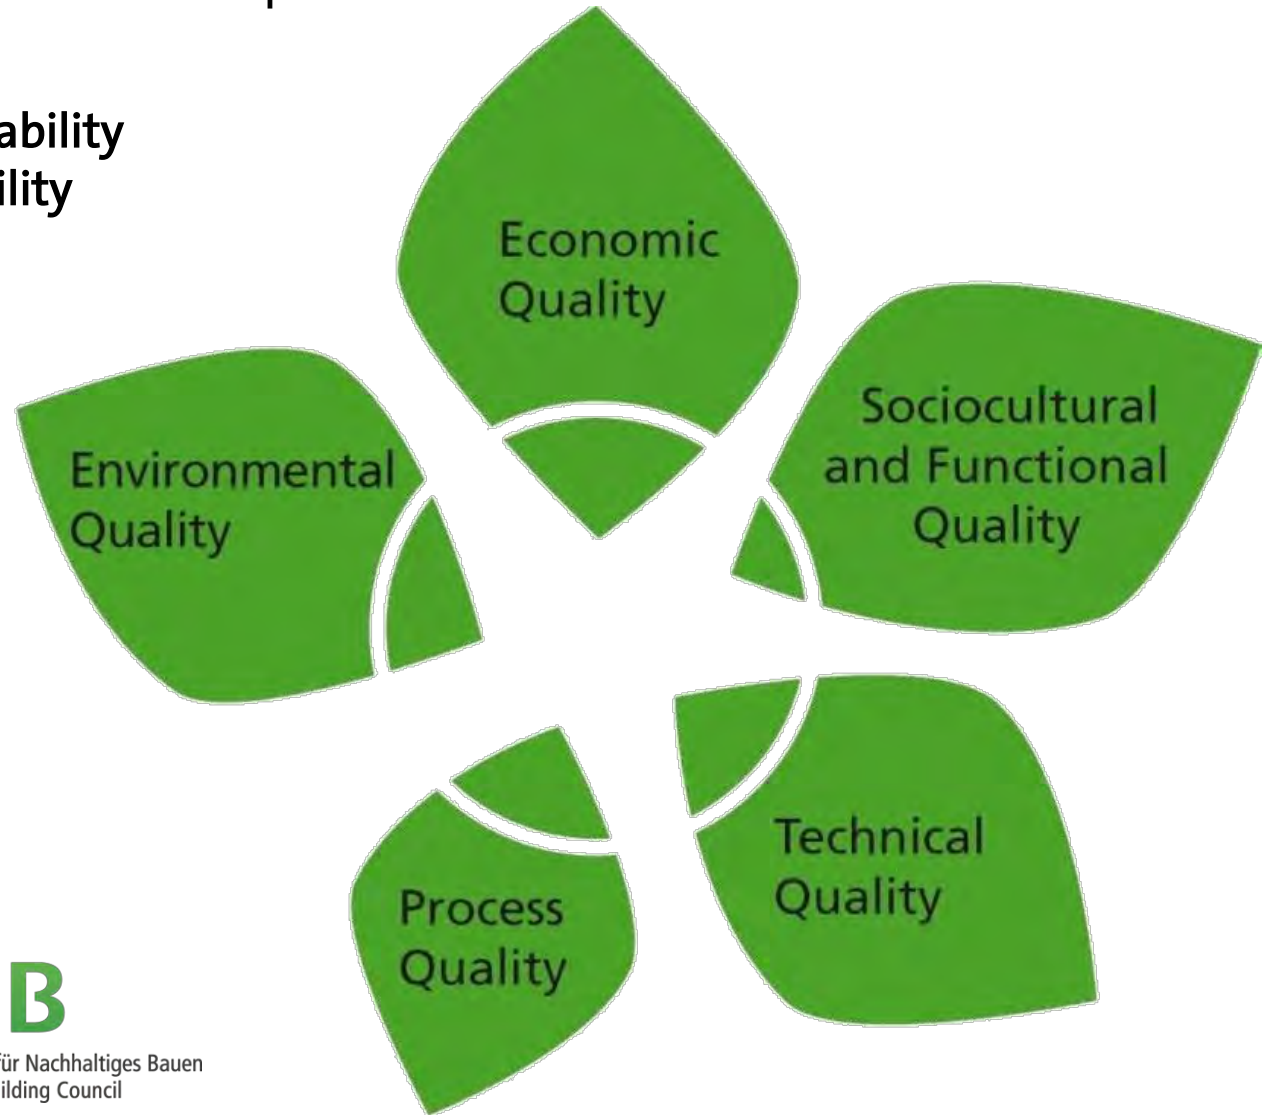 ability
ility
Economic
Quality
Sociocultural
and Functional
Quality
Environmental
Quality
Technical
Quality
Process
Quality
B
für Nachhaltiges Bauen
ilding Council